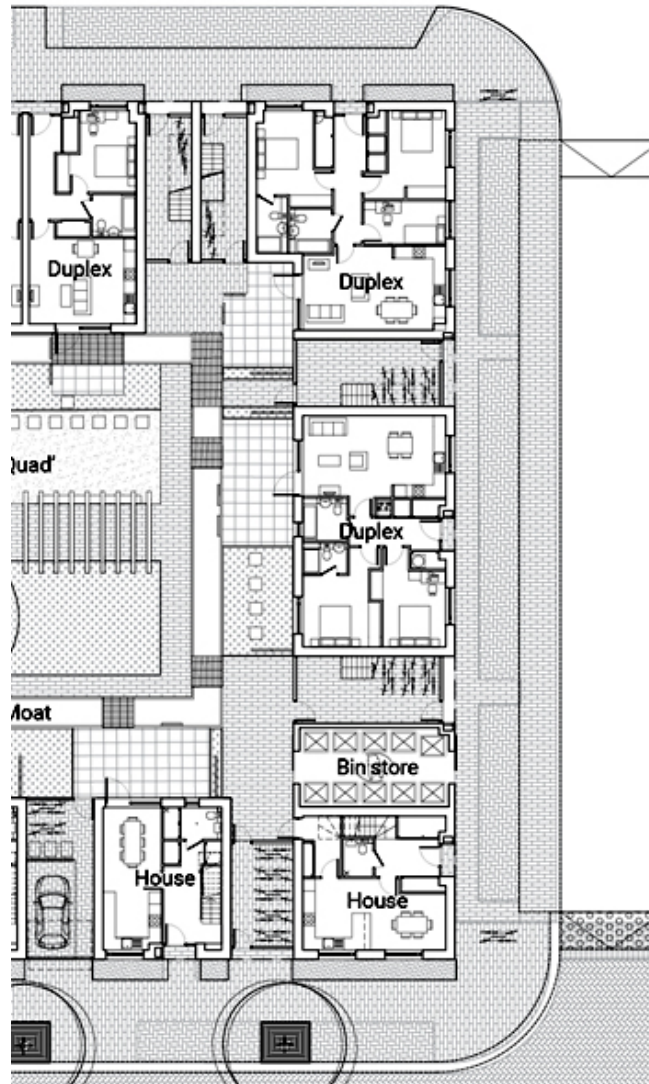 Duplex
Duplex
Quad'
Duplex
Moat
Bin store
House
House